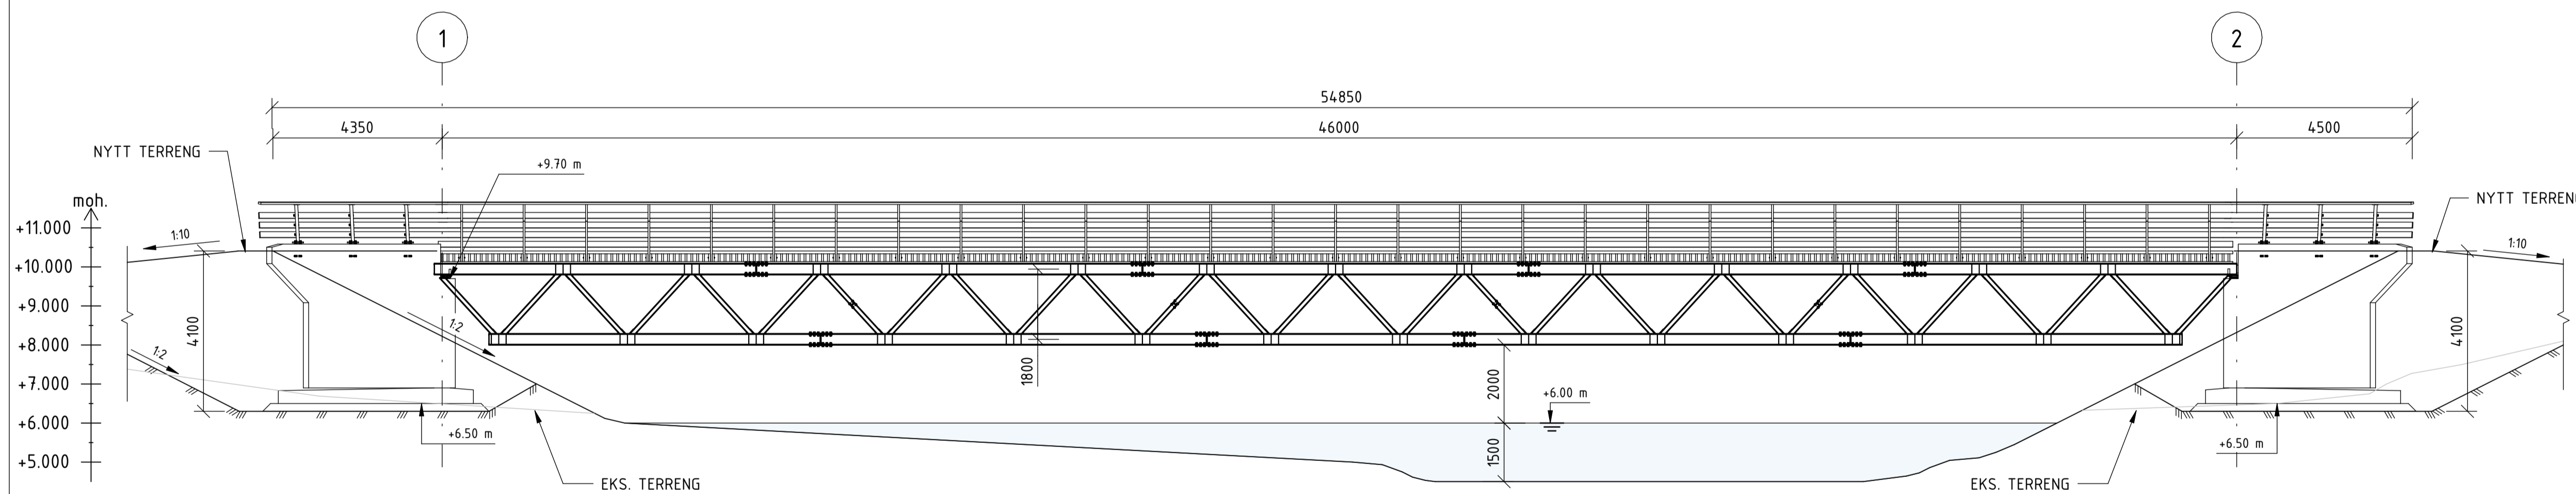 1
2
54850
4350
46000
4500
NYTT TERRENG
+9.70 m
moh.
NYTT TERRENG
1:10
1:10
+11.000
+10.000
+9.000
+8.000
+7.000
+6.000
+5.000
4100
1:2
1:2
1800
2000
+6.00 m
1500
4100
+6.50 m
+6.50 m
EKS. TERRENG
EKS. TERRENG